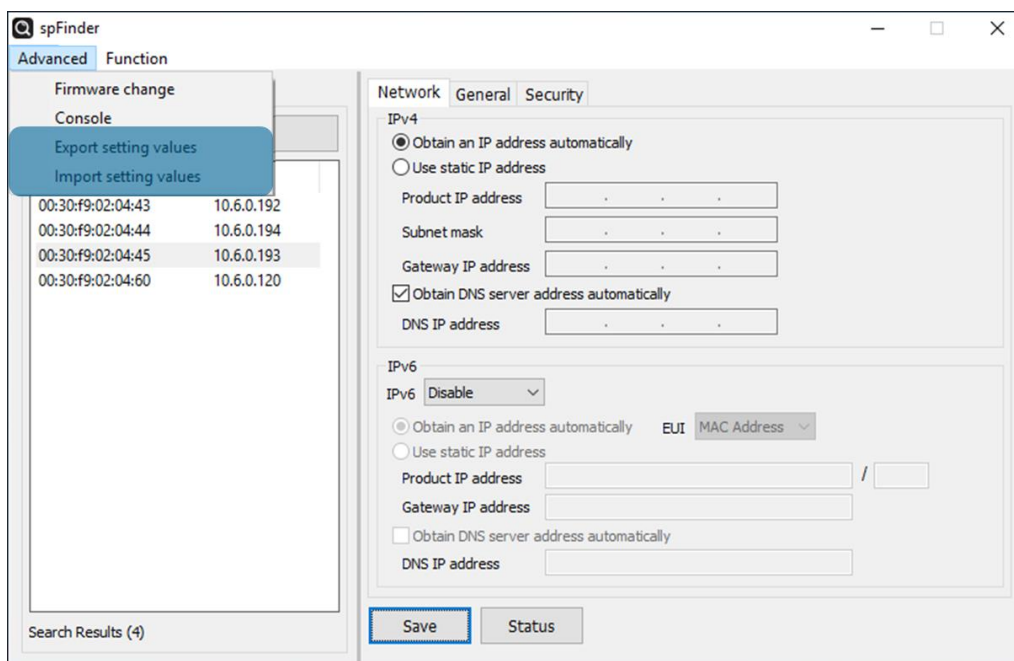 spFinder
Advanced Function
Firmware change
Console
Export setting values
Import setting values
00:30:f9:02:04:43 10.6.0.192
00:30:f9:02:04:44 10.6.0.194
00:30:f9:02:04:45 10.6.0.193
00:30:f9:02:04:60 10.6.0.120
Search Results (4)
Network General Security
IPv4
Obtain an IP address automatically
Use static IP address
Product IP address . . .
Subnet mask . . .
Gateway IP address . . .
Obtain DNS server address automatically
DNS IP address . . .
IPv6
IPv6 Disable
Obtain an IP address automatically EUI MAC Address
Use static IP address
Product IP address /
Gateway IP address
Obtain DNS server address automatically
DNS IP address
Save Status